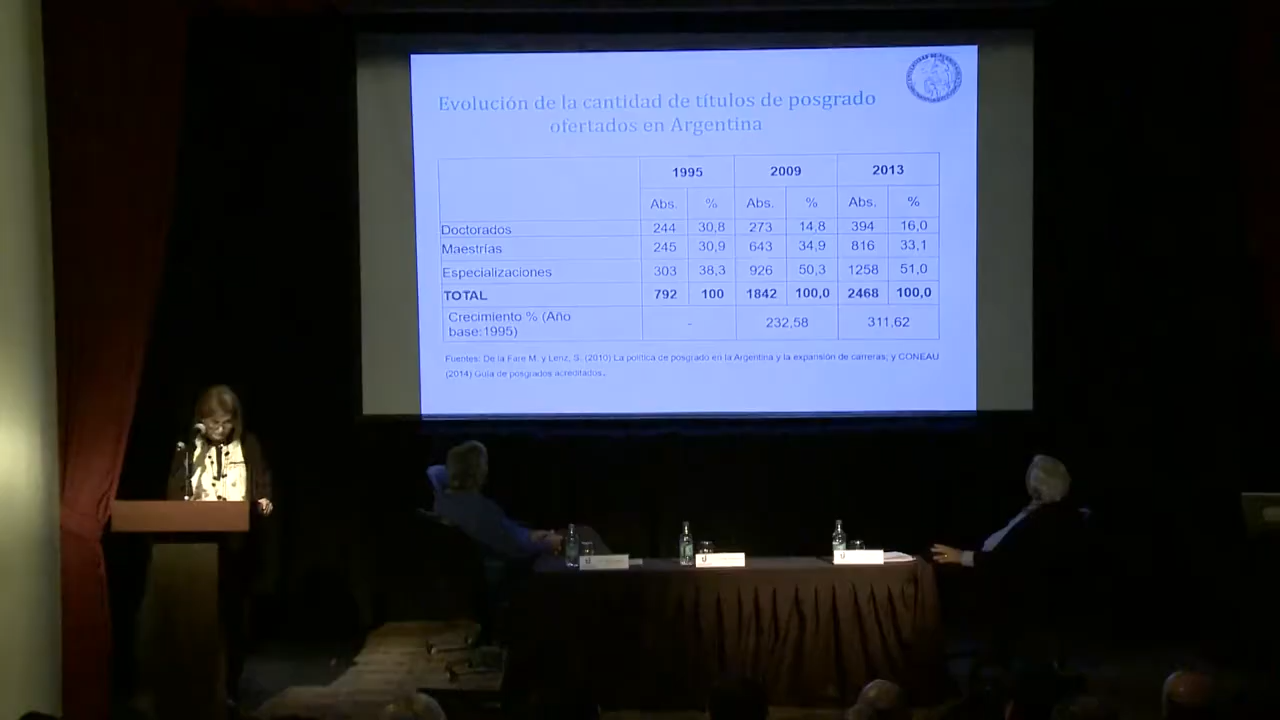 Evolución de la cantidad de títulos de posgrado
ofertados en Argentina
1995 2009 2013
Abs. % Abs. % Abs. %
Doctorados 244 30,8 273 14,8 394 16,0
Maestrías 245 30,9 643 34,9 816 33,1
Especializaciones 303 38,3 926 50,3 1258 51,0
TOTAL 792 100 1842 100,0 2468 100,0
Crecimiento % (Año
base:1995) - 232,58 311,62
Fuentes: De la Fare M. y Lenz, S. (2010) La política de posgrado en la Argentina y la expansión de carreras; y CONEAU
(2014) Guía de posgrados acreditados.